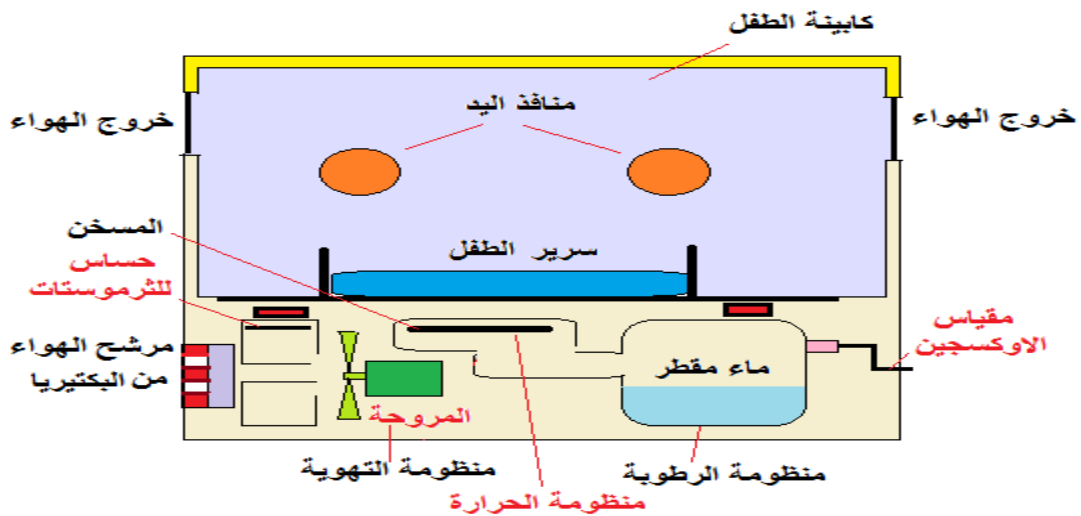 كابينة الطفل
منافذ اليد
خروج الهواء
خروج الهواء
المسخن
سرير الطفل
حساس
للثرموستات
مقياس
الاوكسجين
مرشح الهواء
من البكتيريا
ماء مقطر
المروحة
منظومة التهوية
منظومة الرطوبة
منظومة الحرارة